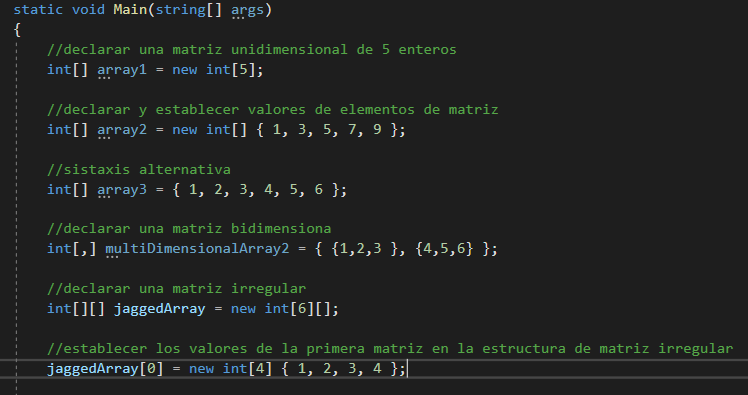 static void Main(string[] args)
{
//declarar una matriz unidimensional de 5 enteros
int[] array1 = new int[5];
//declarar y establecer valores de elementos de matriz
int[] array2 = new int[] { 1, 3, 5, 7, 9 };
//sistaxis alternativa
int[] array3 = { 1, 2, 3, 4, 5, 6 };
//declarar una matriz bidimensiona
int[,] multiDimensionalArray2 = { {1,2,3 }, {4,5,6} };
//declarar una matriz irregular
int[][] jaggedArray = new int[6][];
//establecer los valores de la primera matriz en la estructura de matriz irregular
jaggedArray[0] = new int[4] { 1, 2, 3, 4 };